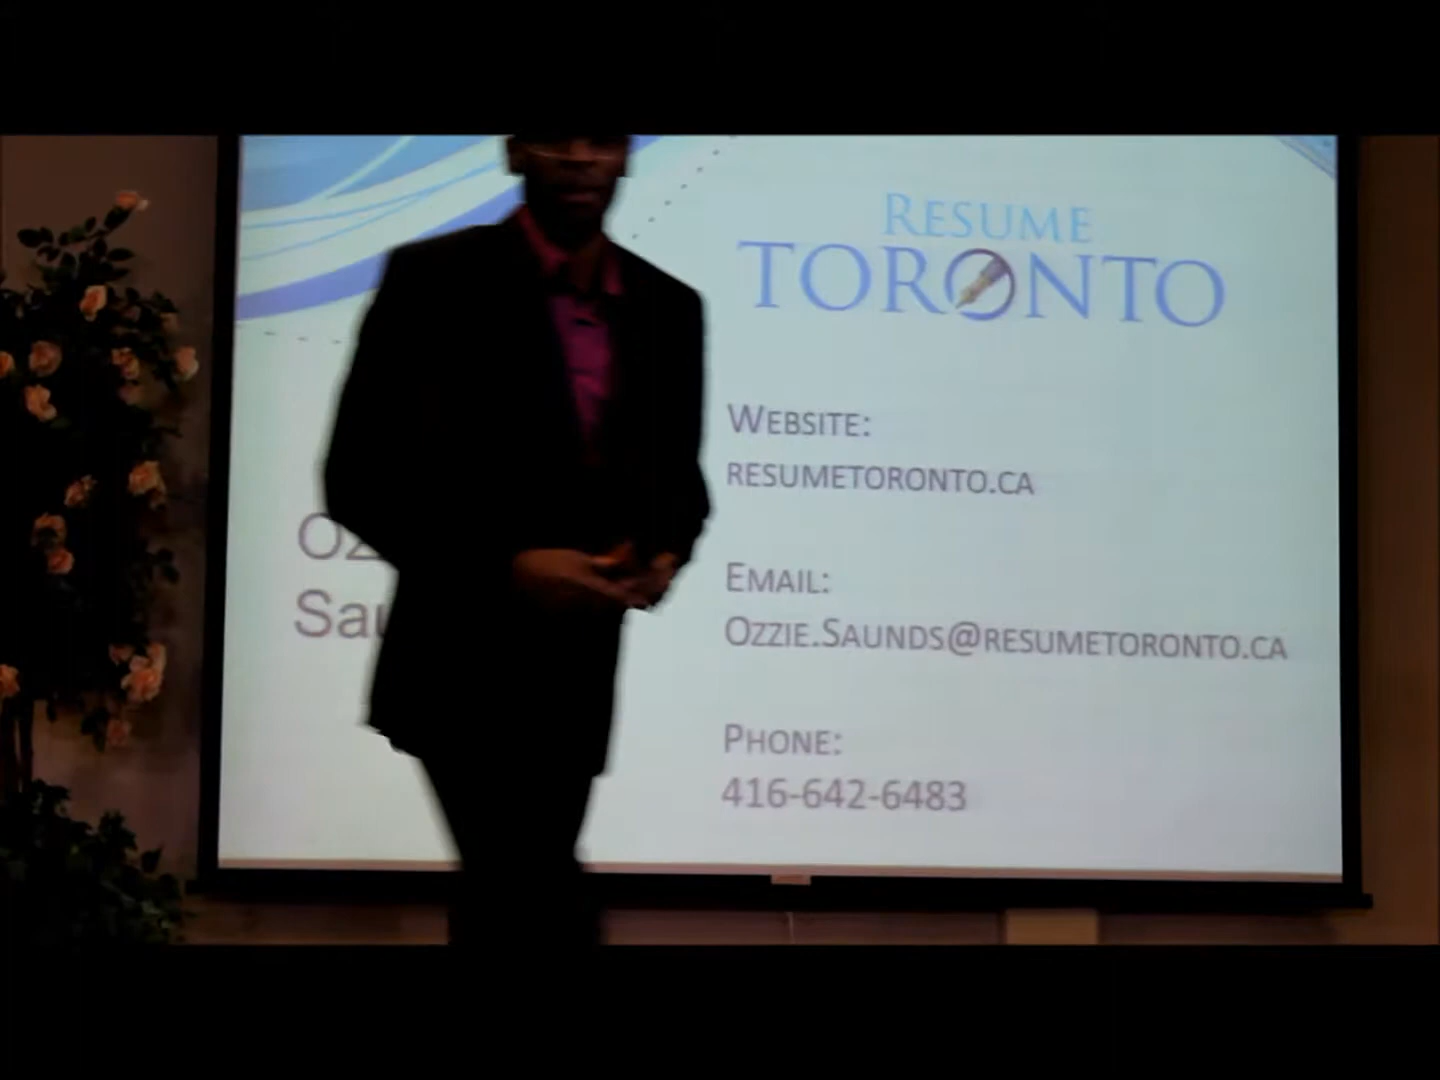 RESUME
TORONTO
WEBSITE:
RESUMETORONTO.CA
EMAIL:
OZZIE.SAUNDS@RESUMETORONTO.CA
PHONE:
416-642-6483